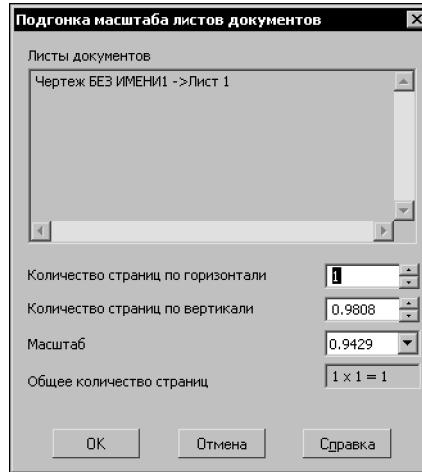 Подгонка масштаба листов документов
Листы документов
Чертеж БЕЗ ИМЕНИ1 ->Лист 1
Количество страниц по горизонтали 1
Количество страниц по вертикали 0.9808
Масштаб 0.9429
Общее количество страниц 1 x 1 = 1
OK Отмена Справка